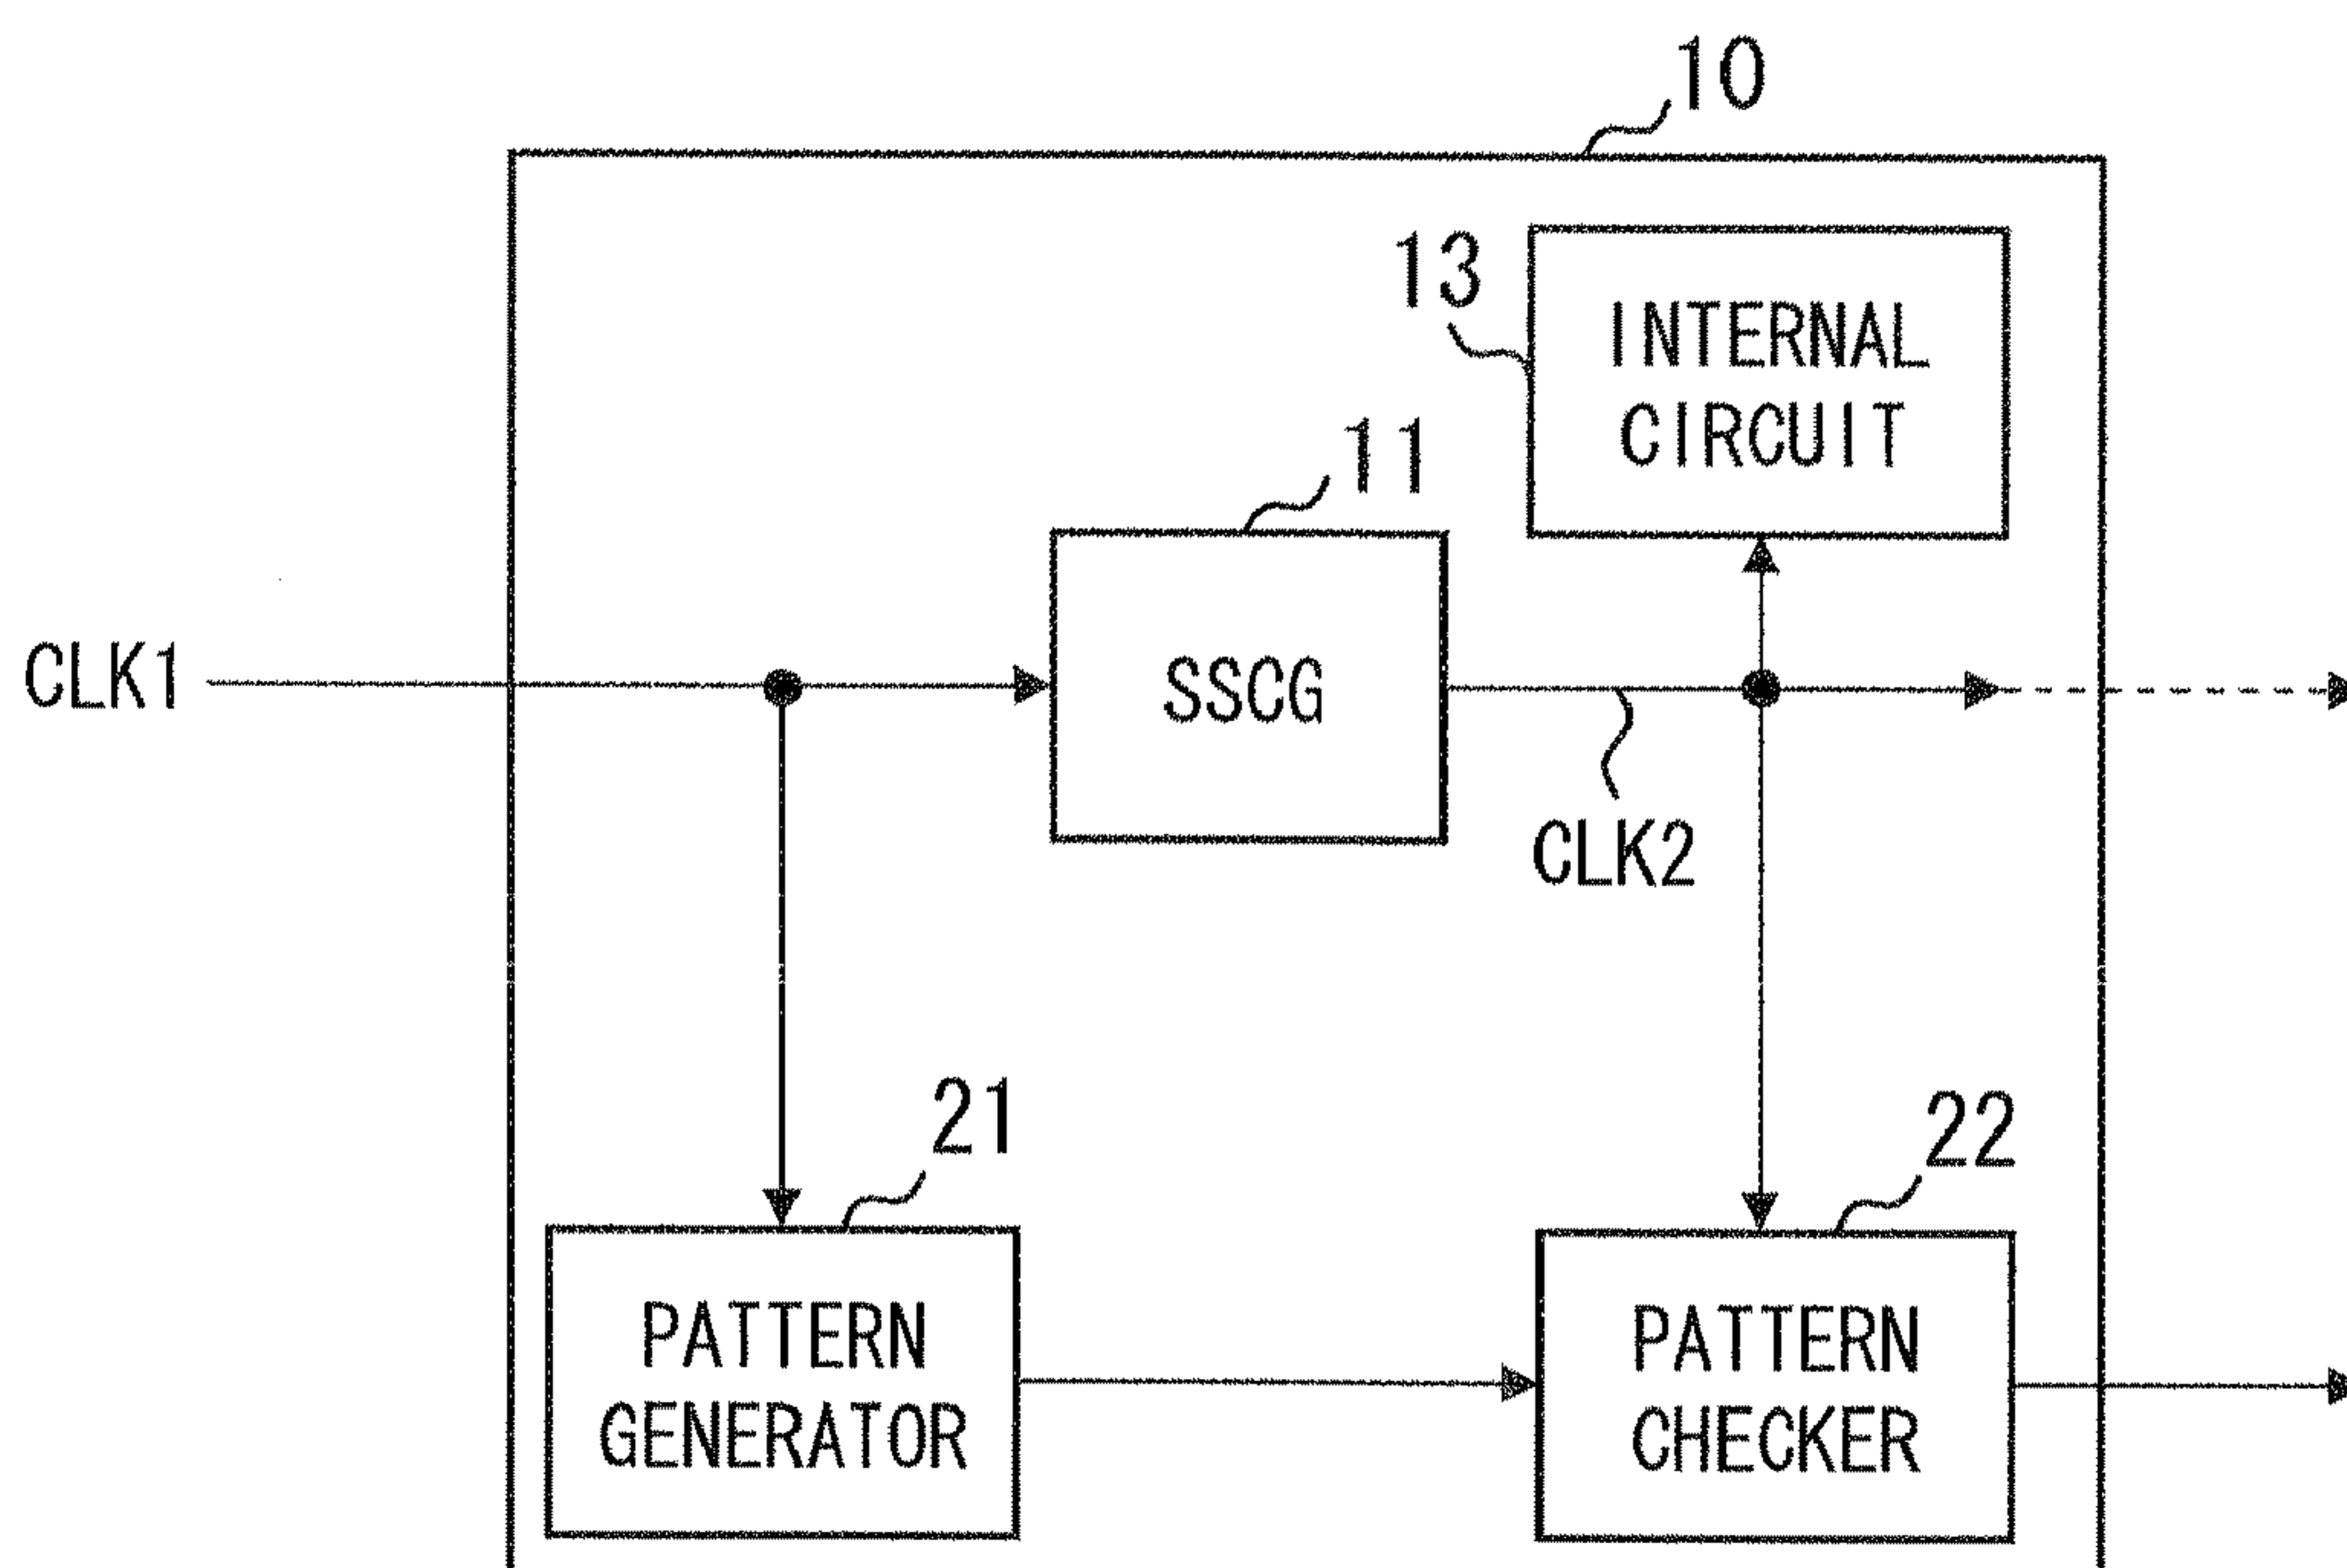 10
13
INTERNAL
CIRCUIT
11
CLK1
SSCG
CLK2
21
22
PATTERN
GENERATOR
PATTERN
CHECKER